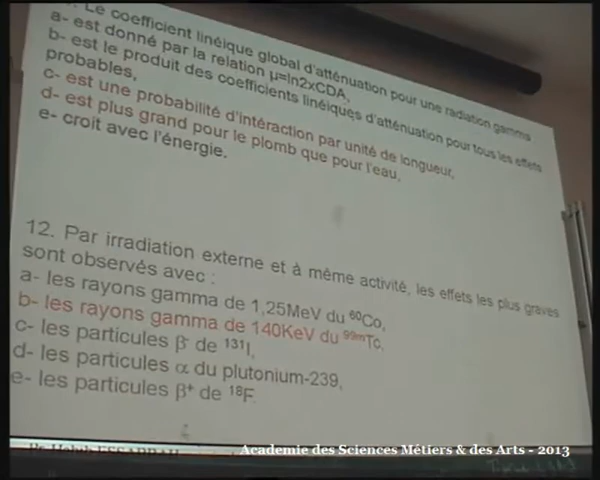 Le coefficient linéique global d'atténuation pour une radiation gamma
a- est donné par la relation µ=ln2xCDA,
b- est le produit des coefficients linéiques d'atténuation pour tous les effets
probables,
c- est une probabilité d'intéraction par unité de longueur,
d- est plus grand pour le plomb que pour l'eau,
e- croit avec l'énergie.
12. Par irradiation externe et à même activité, les effets les plus graves
sont observés avec :
a- les rayons gamma de 1,25MeV du ⁶⁰Co,
b- les rayons gamma de 140KeV du ⁹⁹ᵐTc,
c- les particules β⁻ de ¹³¹I,
d- les particules α du plutonium-239,
e- les particules β⁺ de ¹⁸F.
Academie des Sciences Métiers & des Arts - 2013